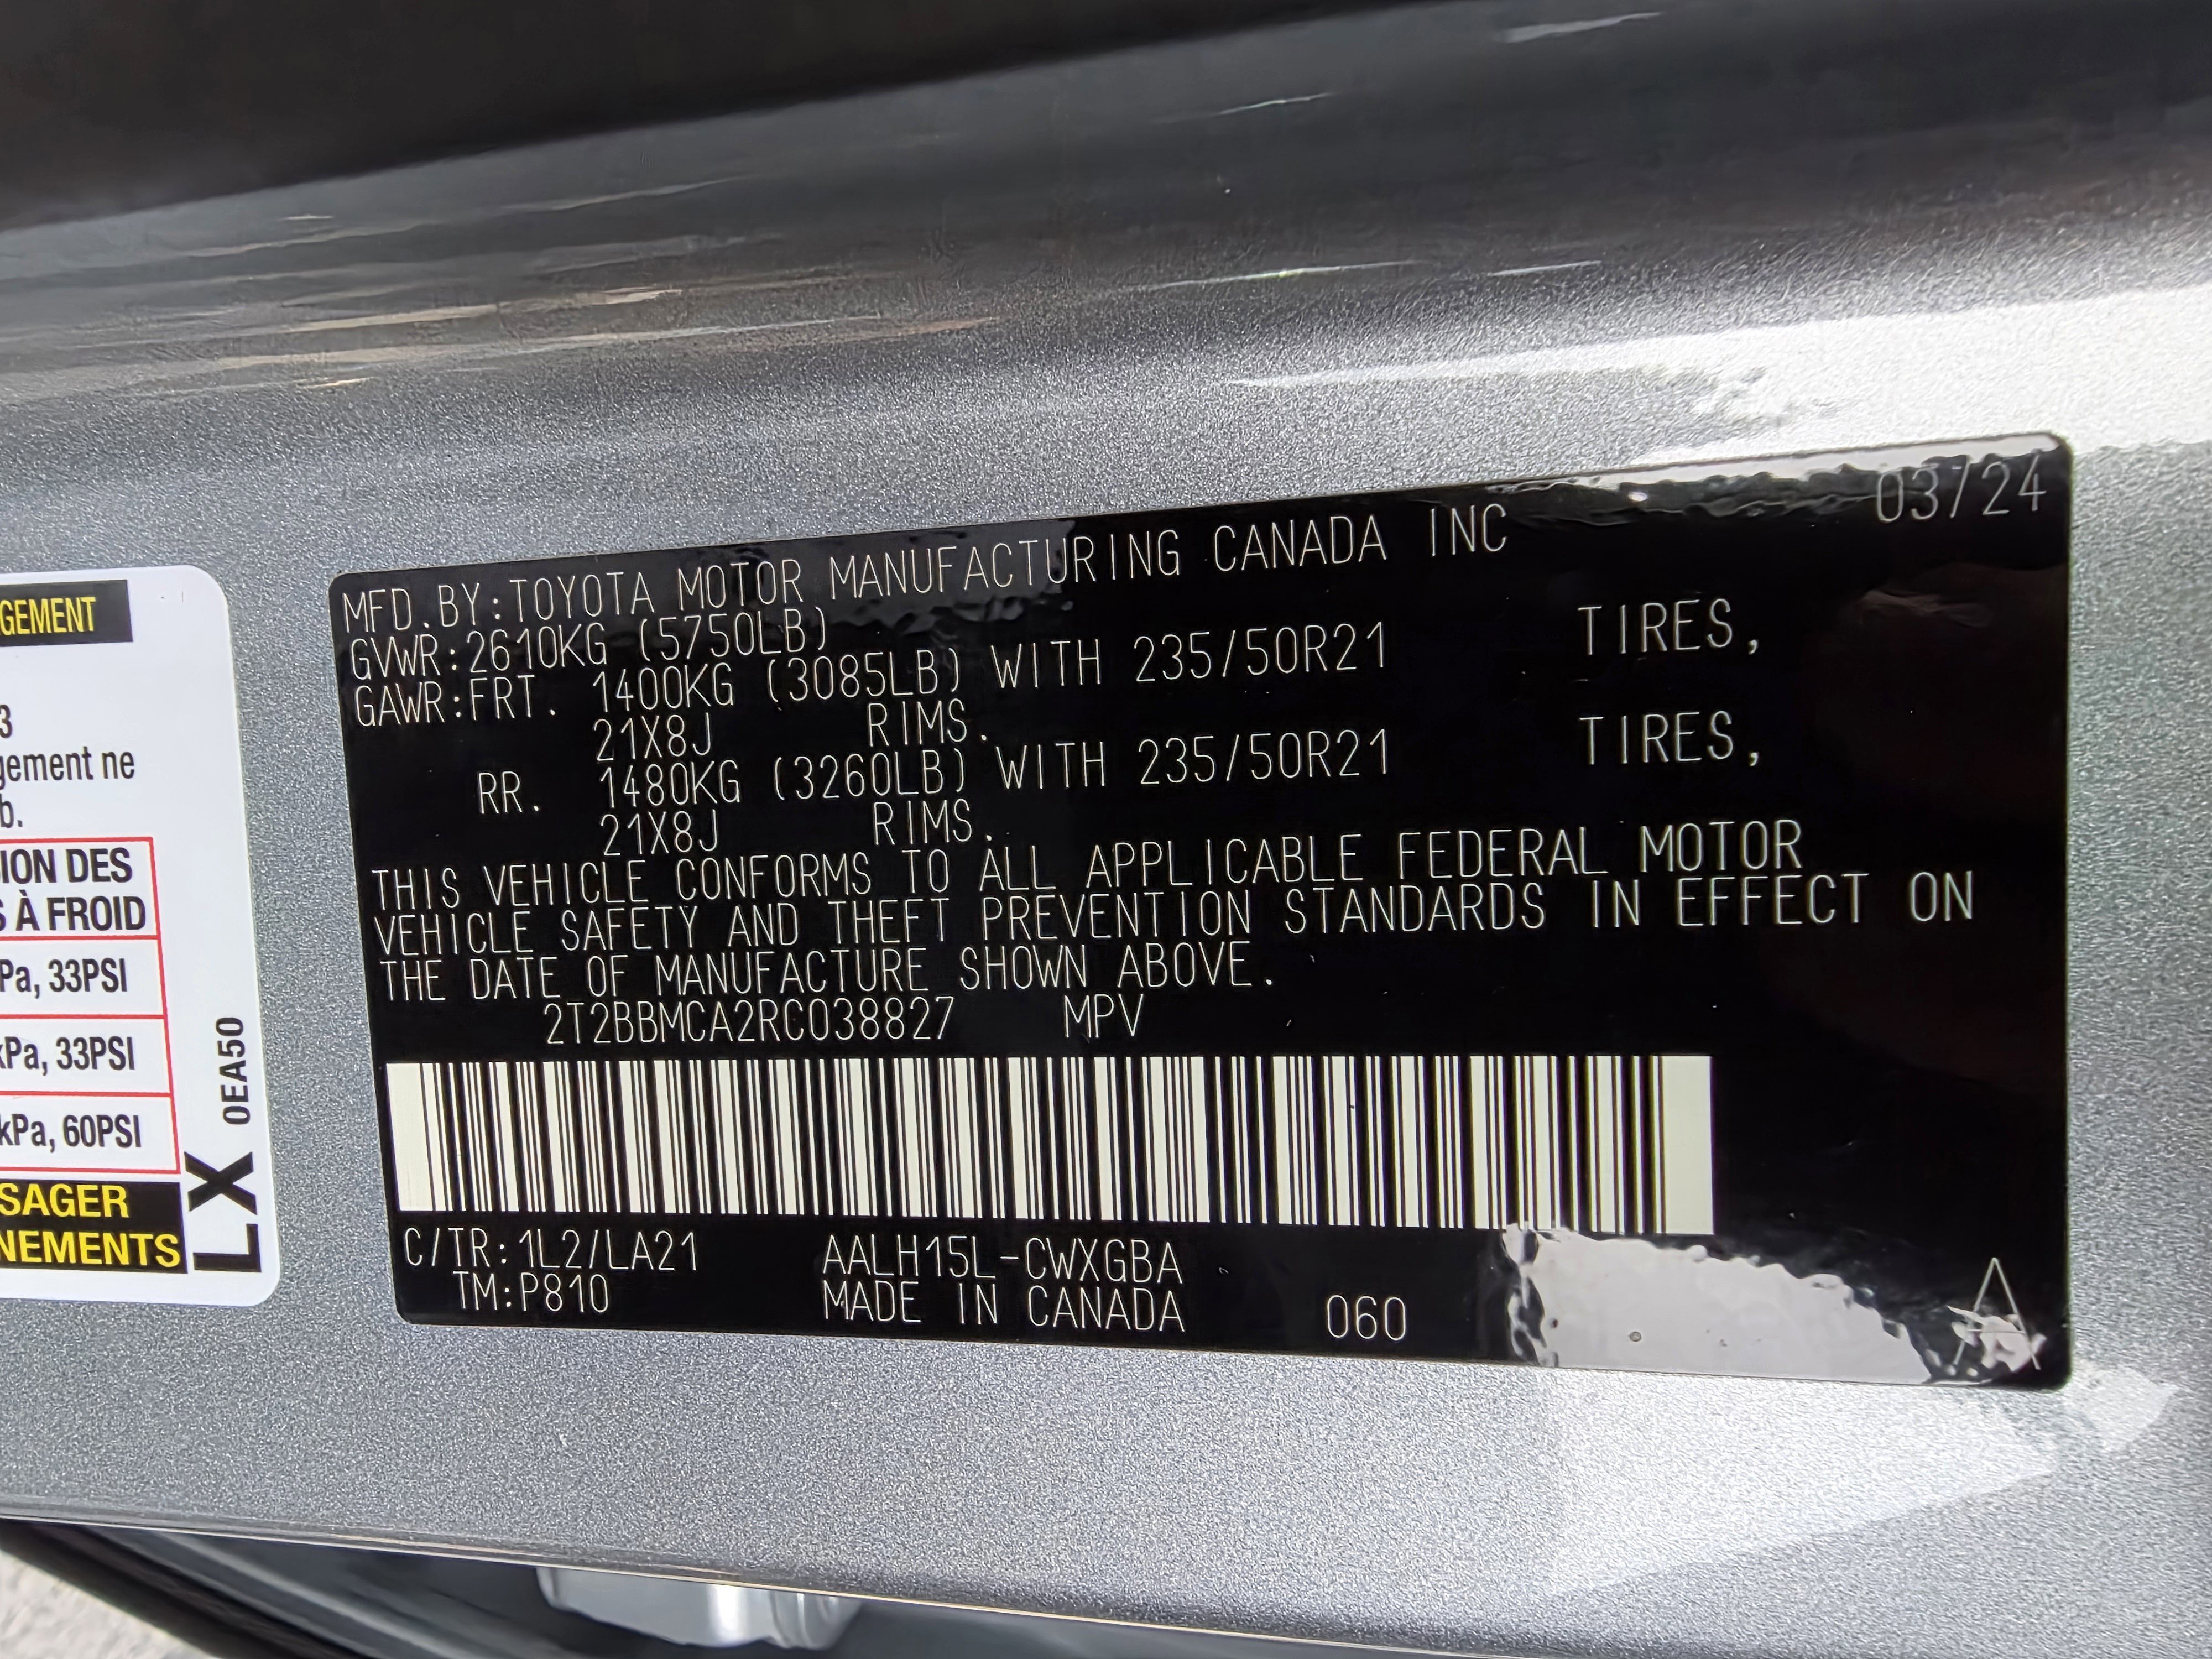 03/24
MFD.BY:TOYOTA MOTOR MANUFACTURING CANADA INC
GVWR:2610KG (5750LB)
GAWR:FRT. 1400KG (3085LB) WITH 235/50R21 TIRES,
21X8J RIMS.
RR. 1480KG (3260LB) WITH 235/50R21 TIRES,
21X8J RIMS.
THIS VEHICLE CONFORMS TO ALL APPLICABLE FEDERAL MOTOR
VEHICLE SAFETY AND THEFT PREVENTION STANDARDS IN EFFECT ON
THE DATE OF MANUFACTURE SHOWN ABOVE.
2T2BBMCA2RC038827 MPV
C/TR:1L2/LA21 AALH15L-CWXGBA
TM:P810 MADE IN CANADA 060
A
GEMENT
3
gement ne
b.
ION DES
S À FROID
Pa, 33PSI
kPa, 33PSI
kPa, 60PSI
SAGER
NEMENTS
LX 0EA50